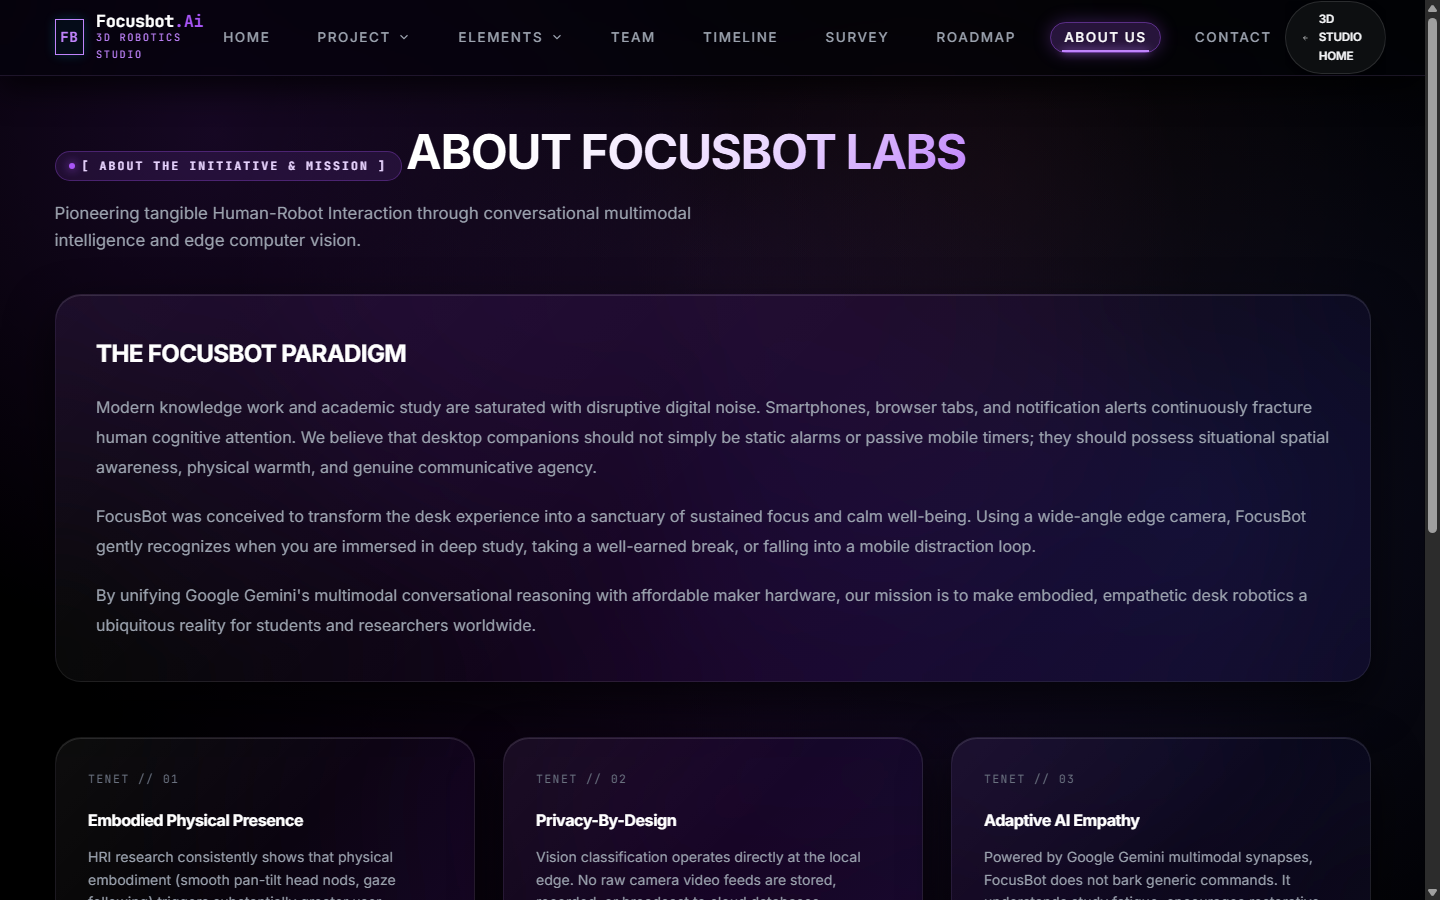 FB
Focusbot.Ai
3D ROBOTICS
STUDIO
HOME
PROJECT
ELEMENTS
TEAM
TIMELINE
SURVEY
ROADMAP
ABOUT US
CONTACT
3D
← STUDIO
HOME
[ ABOUT THE INITIATIVE & MISSION ]
ABOUT FOCUSBOT LABS
Pioneering tangible Human-Robot Interaction through conversational multimodal
intelligence and edge computer vision.
THE FOCUSBOT PARADIGM
Modern knowledge work and academic study are saturated with disruptive digital noise. Smartphones, browser tabs, and notification alerts continuously fracture
human cognitive attention. We believe that desktop companions should not simply be static alarms or passive mobile timers; they should possess situational spatial
awareness, physical warmth, and genuine communicative agency.
FocusBot was conceived to transform the desk experience into a sanctuary of sustained focus and calm well-being. Using a wide-angle edge camera, FocusBot
gently recognizes when you are immersed in deep study, taking a well-earned break, or falling into a mobile distraction loop.
By unifying Google Gemini's multimodal conversational reasoning with affordable maker hardware, our mission is to make embodied, empathetic desk robotics a
ubiquitous reality for students and researchers worldwide.
TENET // 01
Embodied Physical Presence
HRI research consistently shows that physical
embodiment (smooth pan-tilt head nods, gaze
TENET // 02
Privacy-By-Design
Vision classification operates directly at the local
edge. No raw camera video feeds are stored,
TENET // 03
Adaptive AI Empathy
Powered by Google Gemini multimodal synapses,
FocusBot does not bark generic commands. It